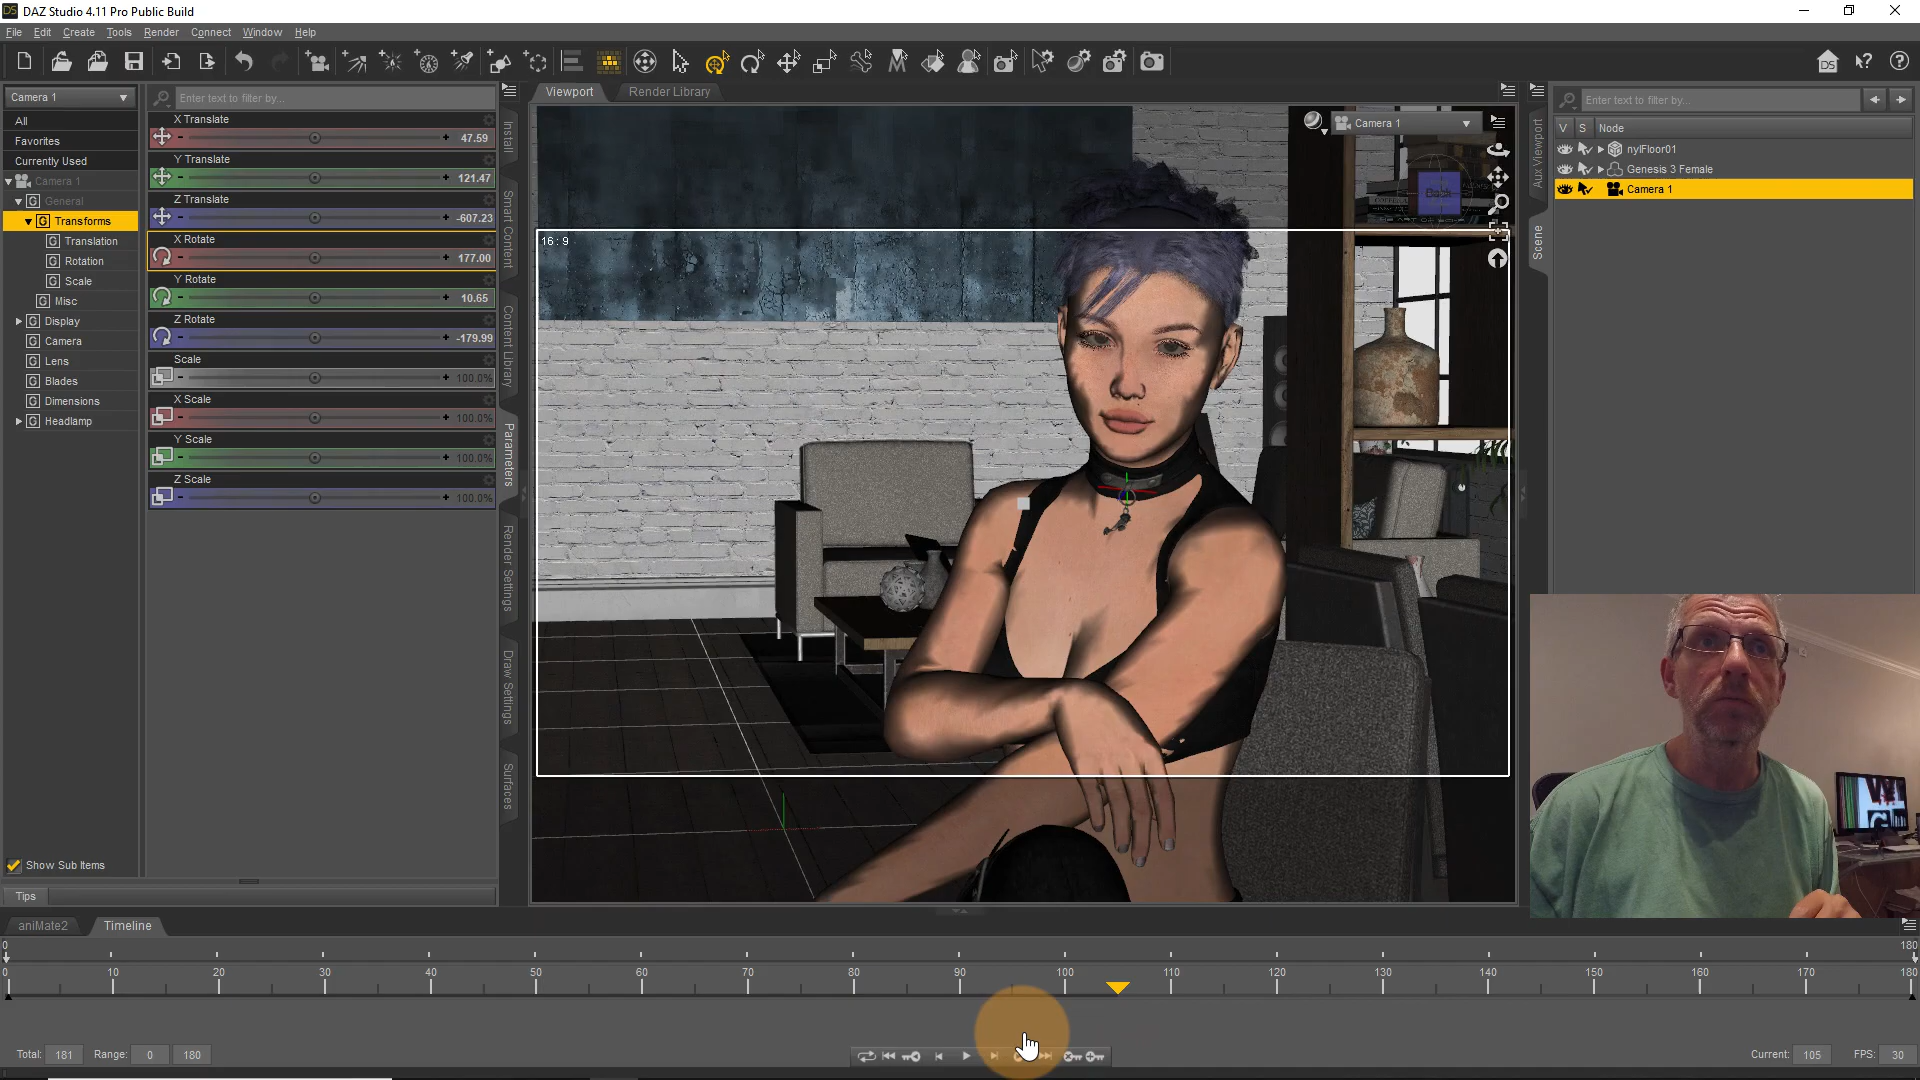 DAZ Studio 4.11 Pro Public Build
File Edit Create Tools Render Connect Window Help
Camera 1
All
Favorites
Currently Used
Camera 1
General
Transforms
Translation
Rotation
Scale
Misc
Display
Camera
Lens
Blades
Dimensions
Headlamp
Show Sub Items
Tips
Enter text to filter by...
X Translate
47.59
Y Translate
121.47
Z Translate
-607.23
X Rotate
177.00
Y Rotate
10.65
Z Rotate
-179.99
Scale
100.0%
X Scale
100.0%
Y Scale
100.0%
Z Scale
100.0%
Install
Smart Content
Content Library
Parameters
Render Settings
Draw Settings
Surfaces
Viewport Render Library
16 : 9
Camera 1
Back
Aux Viewport
Scene
Enter text to filter by...
V S Node
nylFloor01
Genesis 3 Female
Camera 1
aniMate2 Timeline
0 180
0 10 20 30 40 50 60 70 80 90 100 110 120 130 140 150 160 170 180
Total: 181 Range: 0 180 Current: 105 FPS: 30